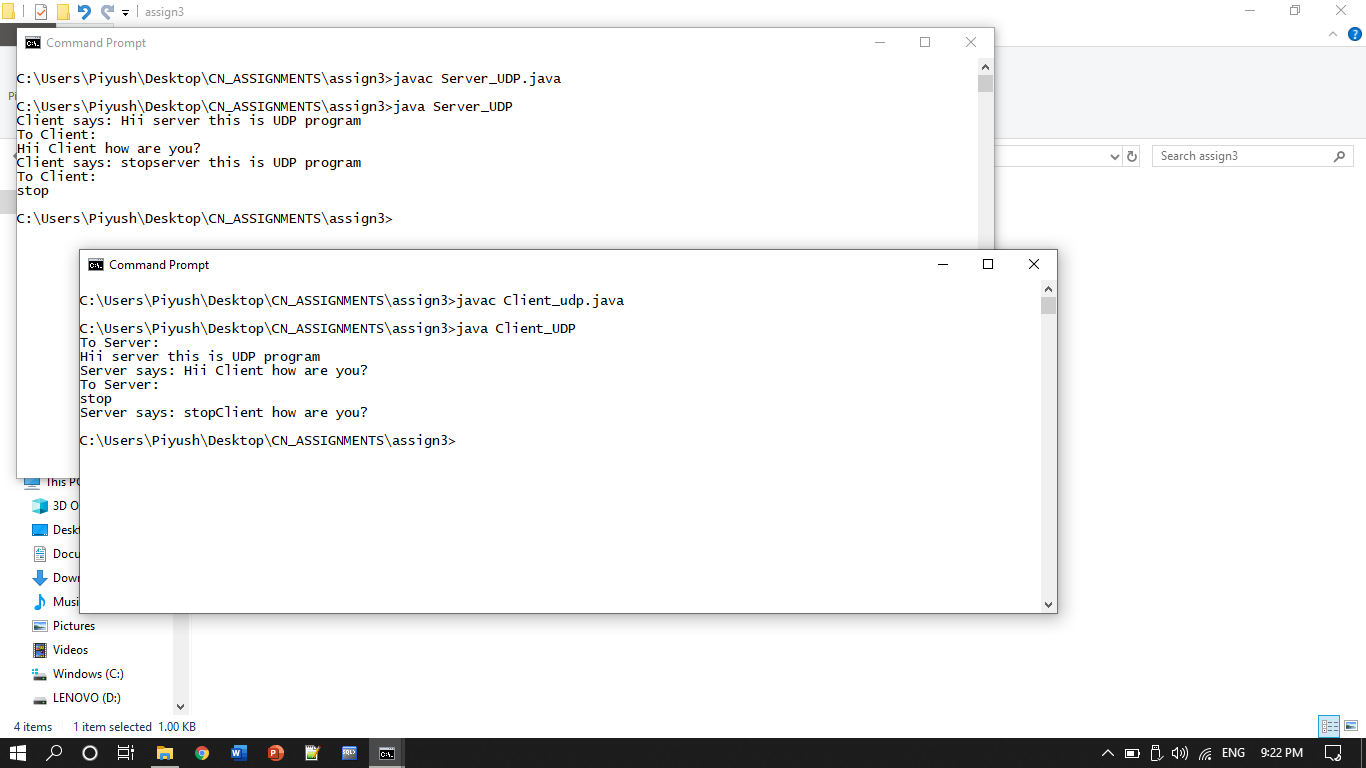 assign3
Command Prompt
C:\Users\Piyush\Desktop\CN_ASSIGNMENTS\assign3>javac Server_UDP.java
C:\Users\Piyush\Desktop\CN_ASSIGNMENTS\assign3>java Server_UDP
Client says: Hii server this is UDP program
To Client:
Hii Client how are you?
Client says: stopserver this is UDP program
To Client:
stop
C:\Users\Piyush\Desktop\CN_ASSIGNMENTS\assign3>
Search assign3
Command Prompt
C:\Users\Piyush\Desktop\CN_ASSIGNMENTS\assign3>javac Client_udp.java
C:\Users\Piyush\Desktop\CN_ASSIGNMENTS\assign3>java Client_UDP
To Server:
Hii server this is UDP program
Server says: Hii Client how are you?
To Server:
stop
Server says: stopClient how are you?
C:\Users\Piyush\Desktop\CN_ASSIGNMENTS\assign3>
This PC
3D O
Desk
Docu
Down
Musi
Pictures
Videos
Windows (C:)
LENOVO (D:)
4 items 1 item selected 1.00 KB
ENG 9:22 PM